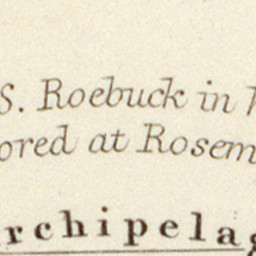 S. Roebuck in
ored at Rosem
rchipelag